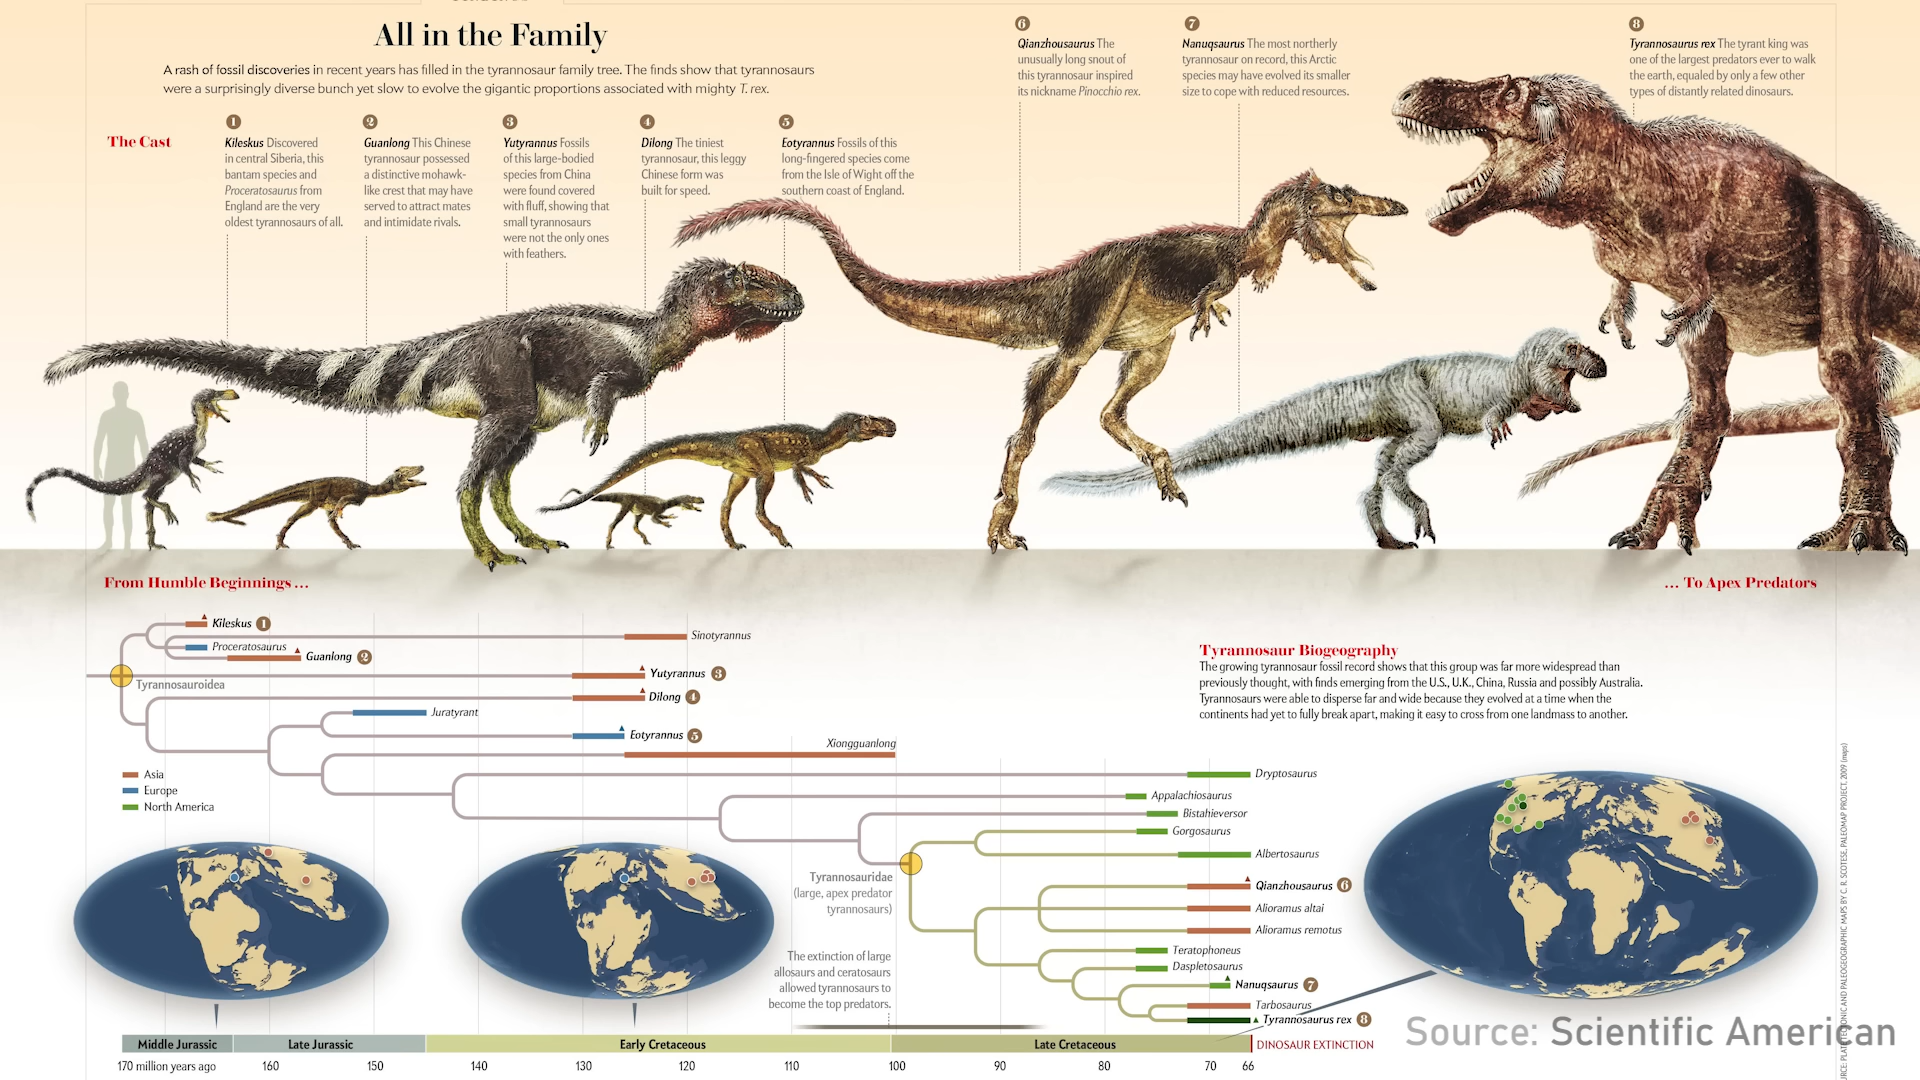 All in the Family
A rash of fossil discoveries in recent years has filled in the tyrannosaur family tree. The finds show that tyrannosaurs
were a surprisingly diverse bunch yet slow to evolve the gigantic proportions associated with mighty T. rex.
The Cast
1
Kileskus Discovered
in central Siberia, this
bantam species and
Proceratosaurus from
England are the very
oldest tyrannosaurs of all.
2
Guanlong This Chinese
tyrannosaur possessed
a distinctive mohawk-
like crest that may have
served to attract mates
and intimidate rivals.
3
Yutyrannus Fossils
of this large-bodied
species from China
were found covered
with fluff, showing that
small tyrannosaurs
were not the only ones
with feathers.
4
Dilong The tiniest
tyrannosaur, this leggy
Chinese form was
built for speed.
5
Eotyrannus Fossils of this
long-fingered species come
from the Isle of Wight off the
southern coast of England.
6
Qianzhousaurus The
unusually long snout of
this tyrannosaur inspired
its nickname Pinocchio rex.
7
Nanuqsaurus The most northerly
tyrannosaur on record, this Arctic
species may have evolved its smaller
size to cope with reduced resources.
8
Tyrannosaurus rex The tyrant king was
one of the largest predators ever to walk
the earth, equaled by only a few other
types of distantly related dinosaurs.
From Humble Beginnings ...
... To Apex Predators
Kileskus 1
Sinotyrannus
Proceratosaurus
Guanlong 2
Yutyrannus 3
Tyrannosauroidea
Dilong 4
Juratyrant
Eotyrannus 5
Xiongguanlong
Dryptosaurus
Appalachiosaurus
Bistahieversor
Gorgosaurus
Albertosaurus
Tyrannosauridae
(large, apex predator
tyrannosaurs)
Qianzhousaurus 6
Alioramus altai
Alioramus remotus
Teratophoneus
Daspletosaurus
Nanuqsaurus 7
Tarbosaurus
Tyrannosaurus rex 8
Asia
Europe
North America
The extinction of large
allosaurs and ceratosaurs
allowed tyrannosaurs to
become the top predators.
Tyrannosaur Biogeography
The growing tyrannosaur fossil record shows that this group was far more widespread than
previously thought, with finds emerging from the U.S., U.K., China, Russia and possibly Australia.
Tyrannosaurs were able to disperse far and wide because they evolved at a time when the
continents had yet to fully break apart, making it easy to cross from one landmass to another.
Middle Jurassic
Late Jurassic
Early Cretaceous
Late Cretaceous
DINOSAUR EXTINCTION
170 million years ago
160
150
140
130
120
110
100
90
80
70
66
PLATE TECTONIC AND PALEOGEOGRAPHIC MAPS BY C. R. SCOTESE, PALEOMAP PROJECT, 2009 (maps)
Source: Scientific American